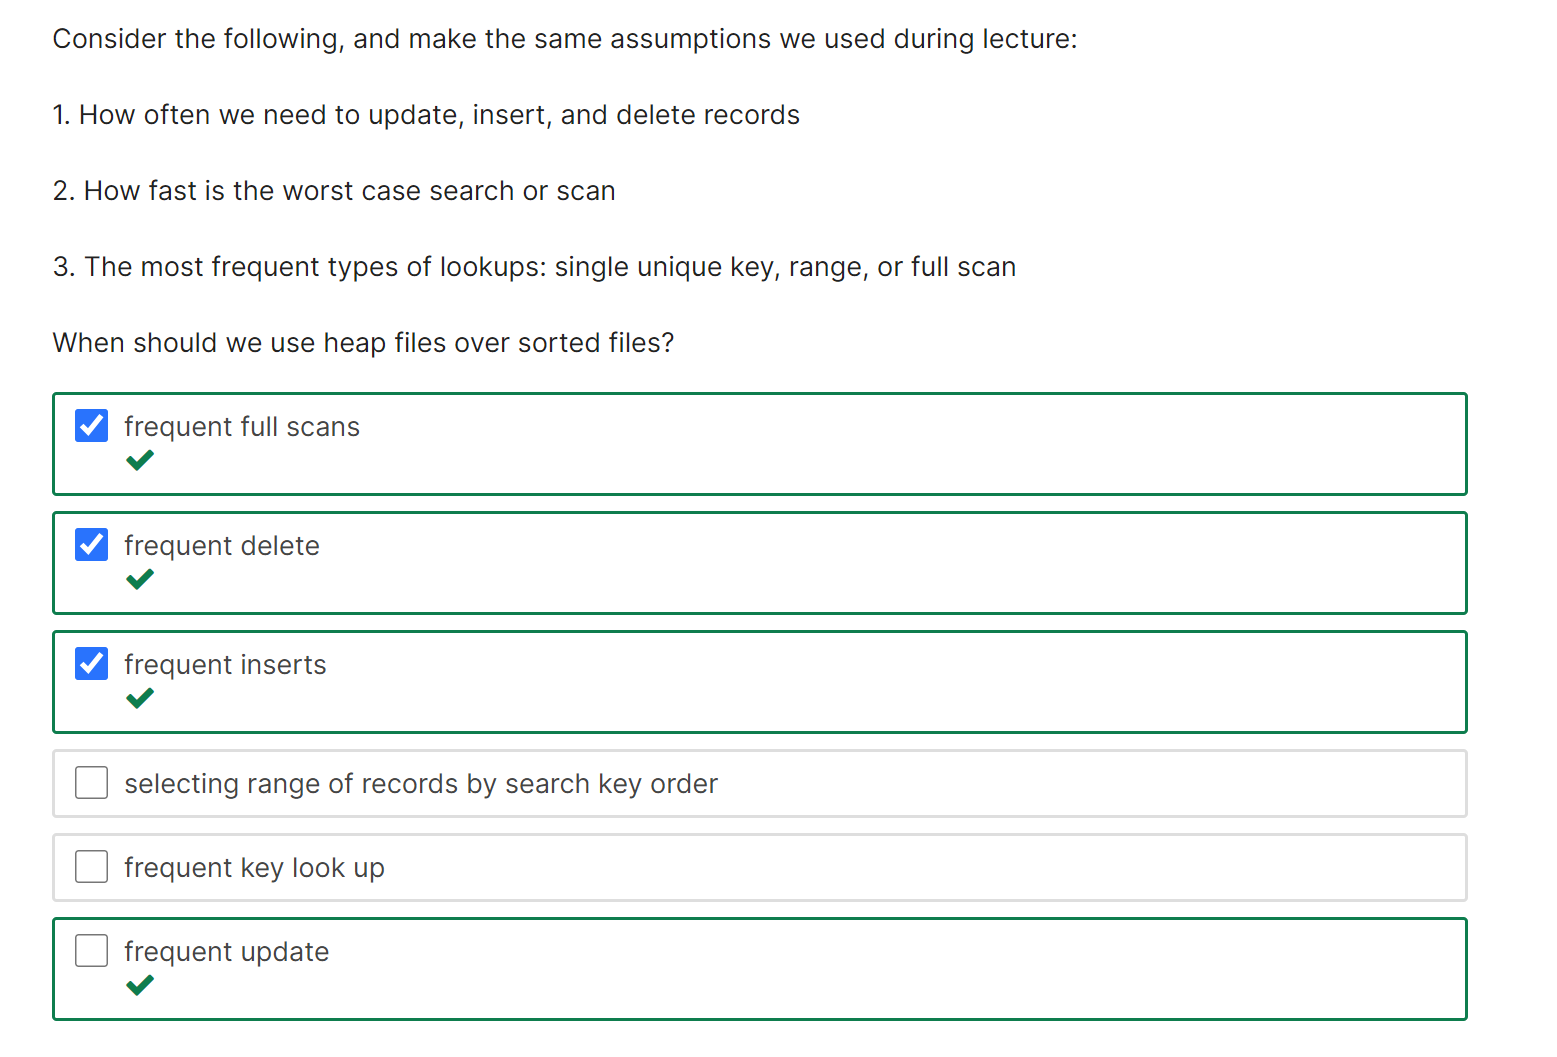 Consider the following, and make the same assumptions we used during lecture:
1. How often we need to update, insert, and delete records
2. How fast is the worst case search or scan
3. The most frequent types of lookups: single unique key, range, or full scan
When should we use heap files over sorted files?
frequent full scans
frequent delete
frequent inserts
selecting range of records by search key order
frequent key look up
frequent update